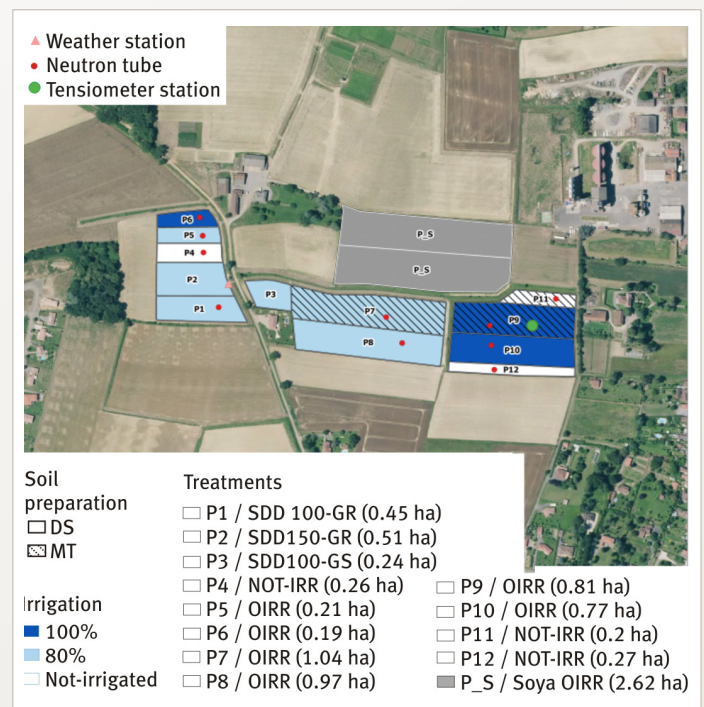 Weather station
Neutron tube
Tensiometer station
P6
P5
P4
P2
P1
P3
P_S
P_S
P7
P8
P11
P9
P10
P12
Soil
preparation
DS
MT
Irrigation
100%
80%
Not-irrigated
Treatments
P1 / SDD 100-GR (0.45 ha)
P2 / SDD150-GR (0.51 ha)
P3 / SDD100-GS (0.24 ha)
P4 / NOT-IRR (0.26 ha)
P5 / OIRR (0.21 ha)
P6 / OIRR (0.19 ha)
P7 / OIRR (1.04 ha)
P8 / OIRR (0.97 ha)
P9 / OIRR (0.81 ha)
P10 / OIRR (0.77 ha)
P11 / NOT-IRR (0.2 ha)
P12 / NOT-IRR (0.27 ha)
P_S / Soya OIRR (2.62 ha)